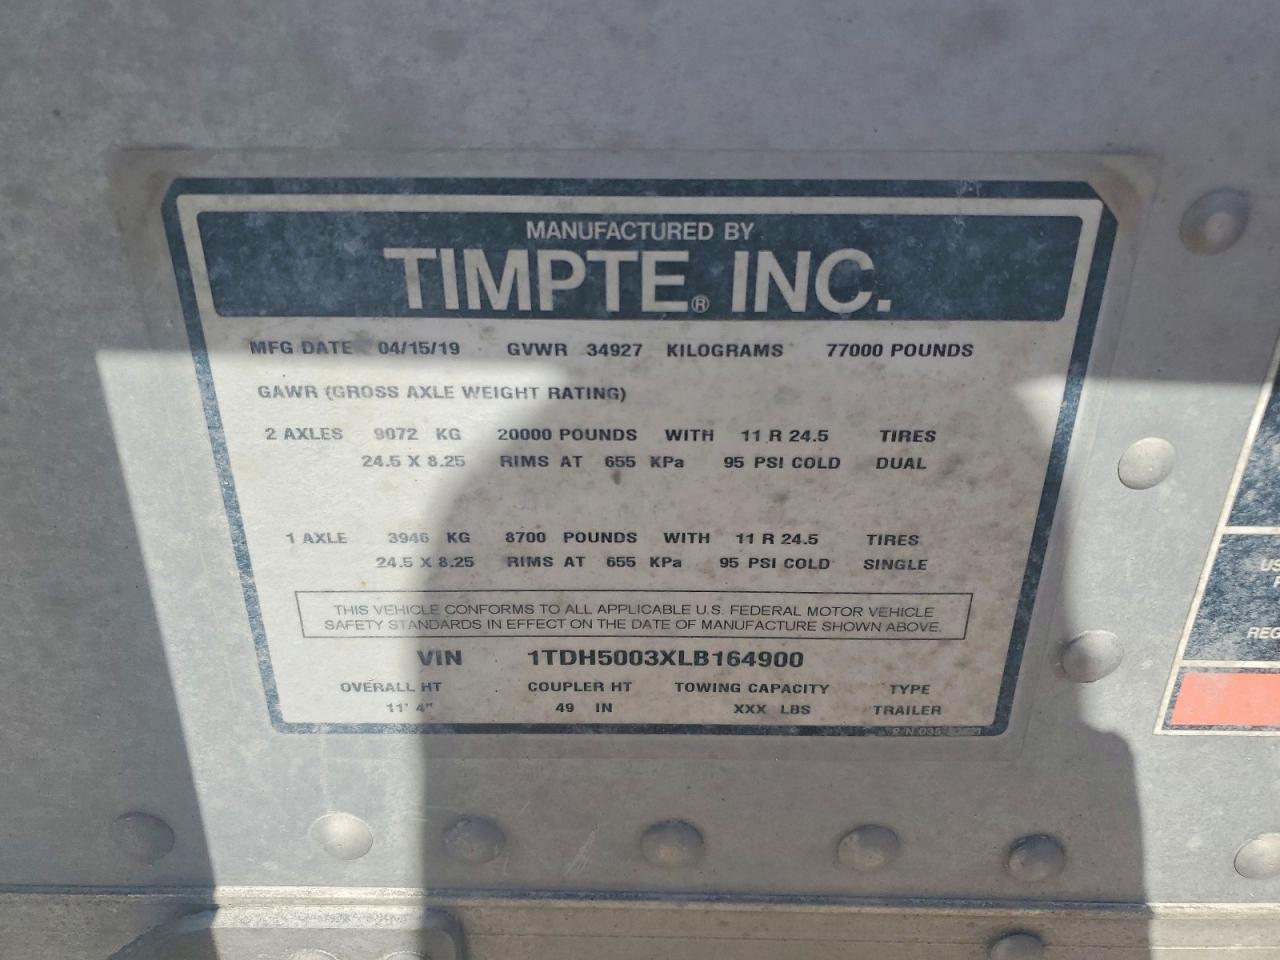 MANUFACTURED BY
TIMPTE® INC.
MFG DATE 04/15/19 GVWR 34927 KILOGRAMS 77000 POUNDS
GAWR (GROSS AXLE WEIGHT RATING)
2 AXLES 9072 KG 20000 POUNDS WITH 11 R 24.5 TIRES
24.5 X 8.25 RIMS AT 655 KPa 95 PSI COLD DUAL
1 AXLE 3946 KG 8700 POUNDS WITH 11 R 24.5 TIRES
24.5 X 8.25 RIMS AT 655 KPa 95 PSI COLD SINGLE
THIS VEHICLE CONFORMS TO ALL APPLICABLE U.S. FEDERAL MOTOR VEHICLE
SAFETY STANDARDS IN EFFECT ON THE DATE OF MANUFACTURE SHOWN ABOVE.
VIN 1TDH5003XLB164900
OVERALL HT COUPLER HT TOWING CAPACITY TYPE
11' 4" 49 IN XXX LBS TRAILER
P/N